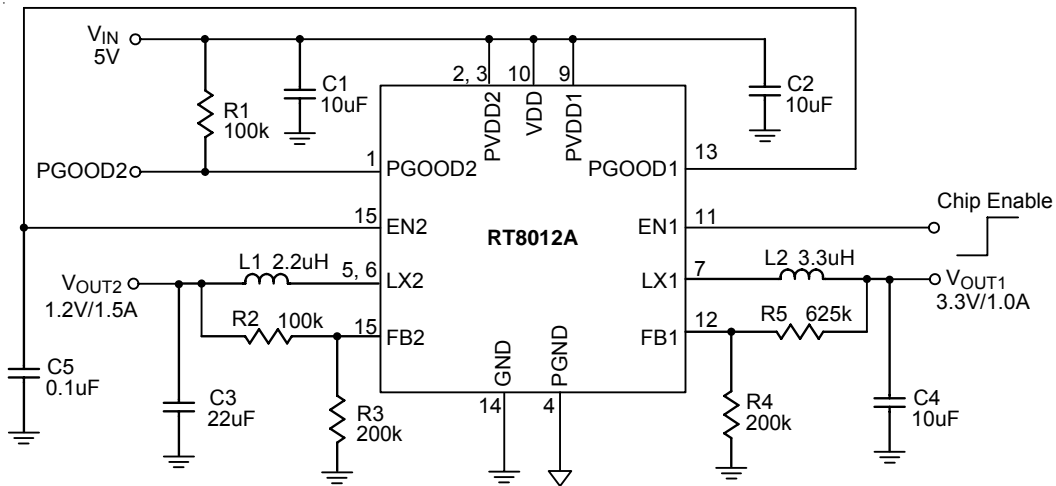 VIN
5V
R1
100k
C1
10uF
2, 3
10
9
C2
10uF
PVDD2
VDD
PVDD1
PGOOD2
1
PGOOD2
PGOOD1
13
15
EN2
RT8012A
EN1
11
Chip Enable
VOUT2
1.2V/1.5A
L1 2.2uH
5, 6
LX2
LX1
7
L2 3.3uH
VOUT1
3.3V/1.0A
R2 100k
15
FB2
FB1
12
R5 625k
GND
PGND
C5
0.1uF
C3
22uF
R3
200k
14
4
R4
200k
C4
10uF